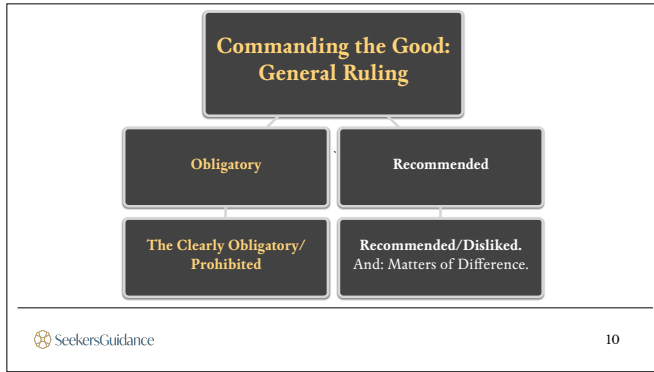 Commanding the Good:
General Ruling
Obligatory
Recommended
The Clearly Obligatory/
Prohibited
Recommended/Disliked.
And: Matters of Difference.
SeekersGuidance
10